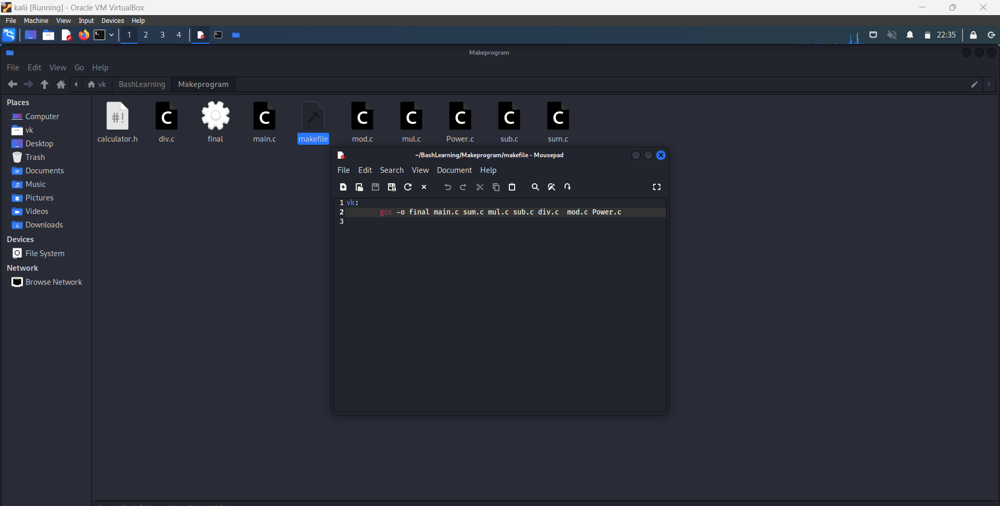 kalii [Running] - Oracle VM VirtualBox
File Machine View Input Devices Help
1 2 3 4
22:35
Makeprogram
File Edit View Go Help
vk BashLearning Makeprogram
Places
Computer
vk
Desktop
Trash
Documents
Music
Pictures
Videos
Downloads
Devices
File System
Network
Browse Network
#! C C C C C C C
calculator.h div.c final main.c makefile mod.c mul.c Power.c sub.c sum.c
~/BashLearning/Makeprogram/makefile - Mousepad
File Edit Search View Document Help
1 vk:
2 gcc -o final main.c sum.c mul.c sub.c div.c  mod.c Power.c
3